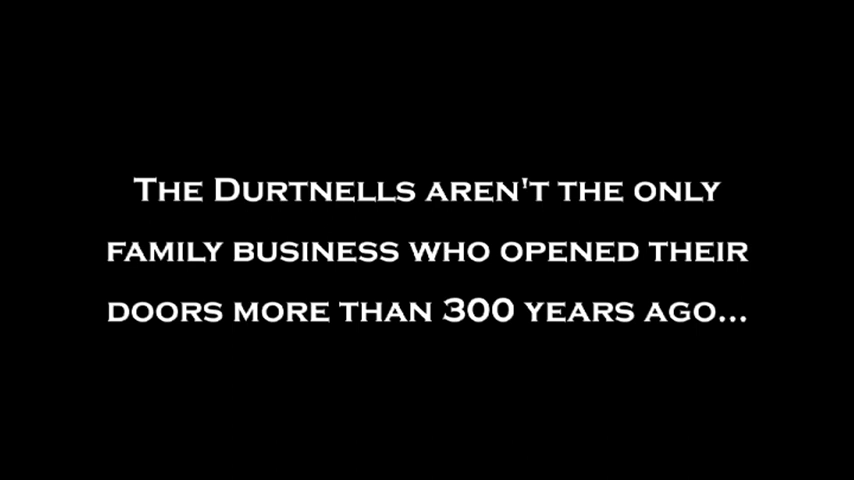 The Durtnells aren't the only
family business who opened their
doors more than 300 years ago...